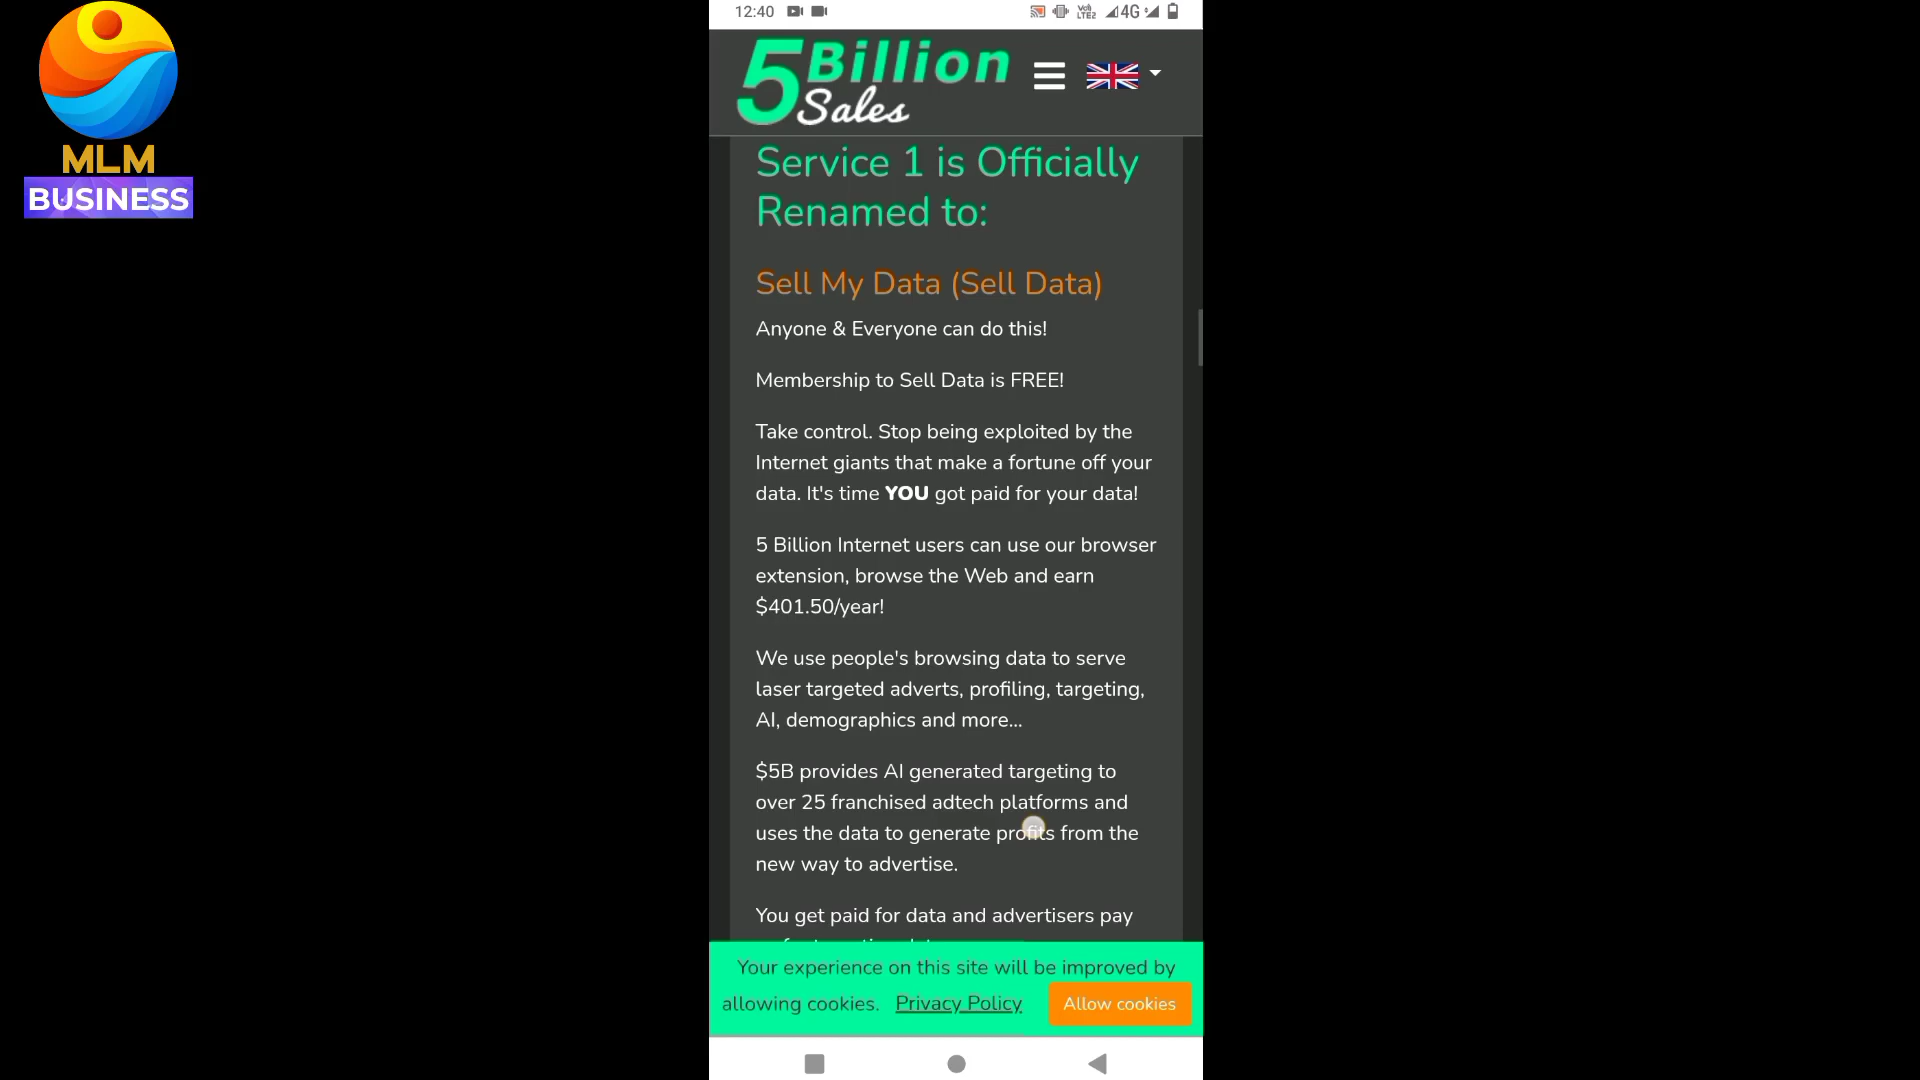 MLM
BUSINESS
12:40
Vo))
LTE2
4G
5 Billion
Sales
Service 1 is Officially
Renamed to:
Sell My Data (Sell Data)
Anyone & Everyone can do this!
Membership to Sell Data is FREE!
Take control. Stop being exploited by the
Internet giants that make a fortune off your
data. It's time YOU got paid for your data!
5 Billion Internet users can use our browser
extension, browse the Web and earn
$401.50/year!
We use people's browsing data to serve
laser targeted adverts, profiling, targeting,
AI, demographics and more...
$5B provides AI generated targeting to
over 25 franchised adtech platforms and
uses the data to generate profits from the
new way to advertise.
You get paid for data and advertisers pay
Your experience on this site will be improved by
allowing cookies. Privacy Policy
Allow cookies